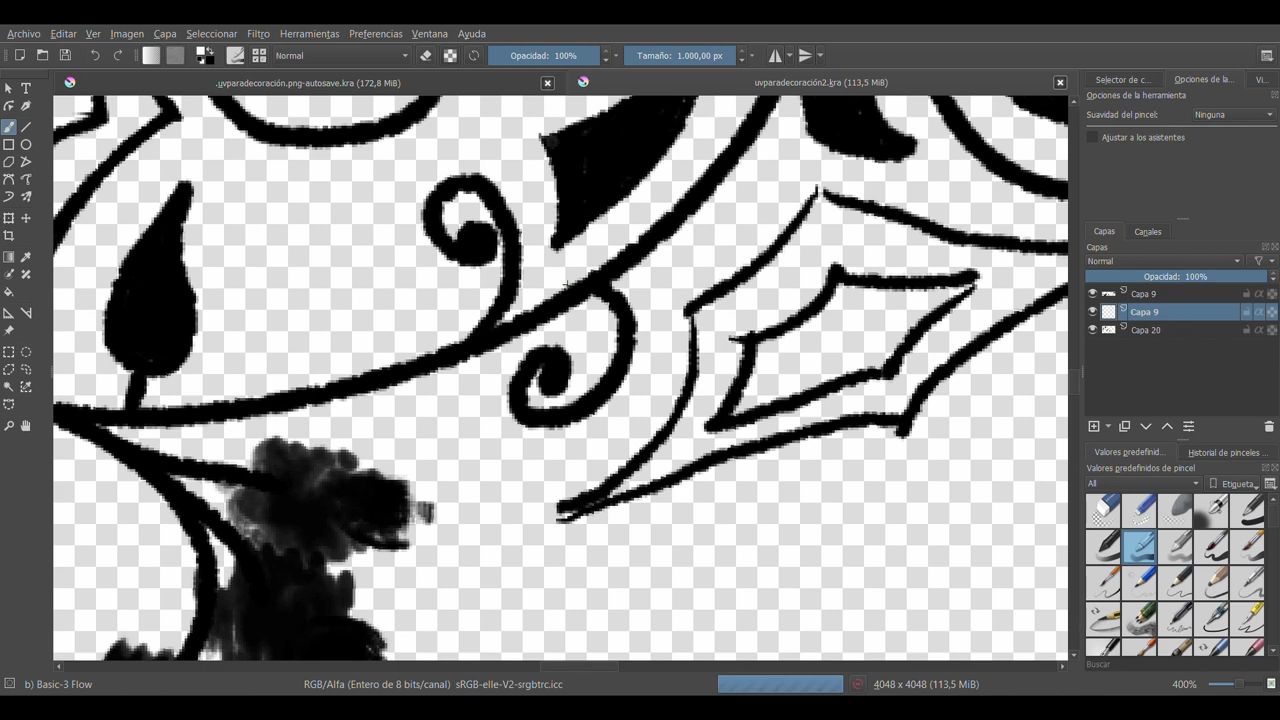 Archivo Editar Ver Imagen Capa Seleccionar Filtro Herramientas Preferencias Ventana Ayuda
Normal Opacidad: 100% Tamaño: 1.000,00 px
.uvparadecoración.png-autosave.kra (172,8 MiB) uvparadecoración2.kra (113,5 MiB)
Selector de c... Opciones de la... Vi...
Opciones de la herramienta
Suavidad del pincel: Ninguna
Ajustar a los asistentes
Capas Canales
Capas
Normal
Opacidad: 100%
Capa 9
Capa 9
Capa 20
Valores predefinid... Historial de pinceles ...
Valores predefinidos de pincel
All Etiqueta
Buscar
b) Basic-3 Flow RGB/Alfa (Entero de 8 bits/canal) sRGB-elle-V2-srgbtrc.icc 4048 x 4048 (113,5 MiB) 400%